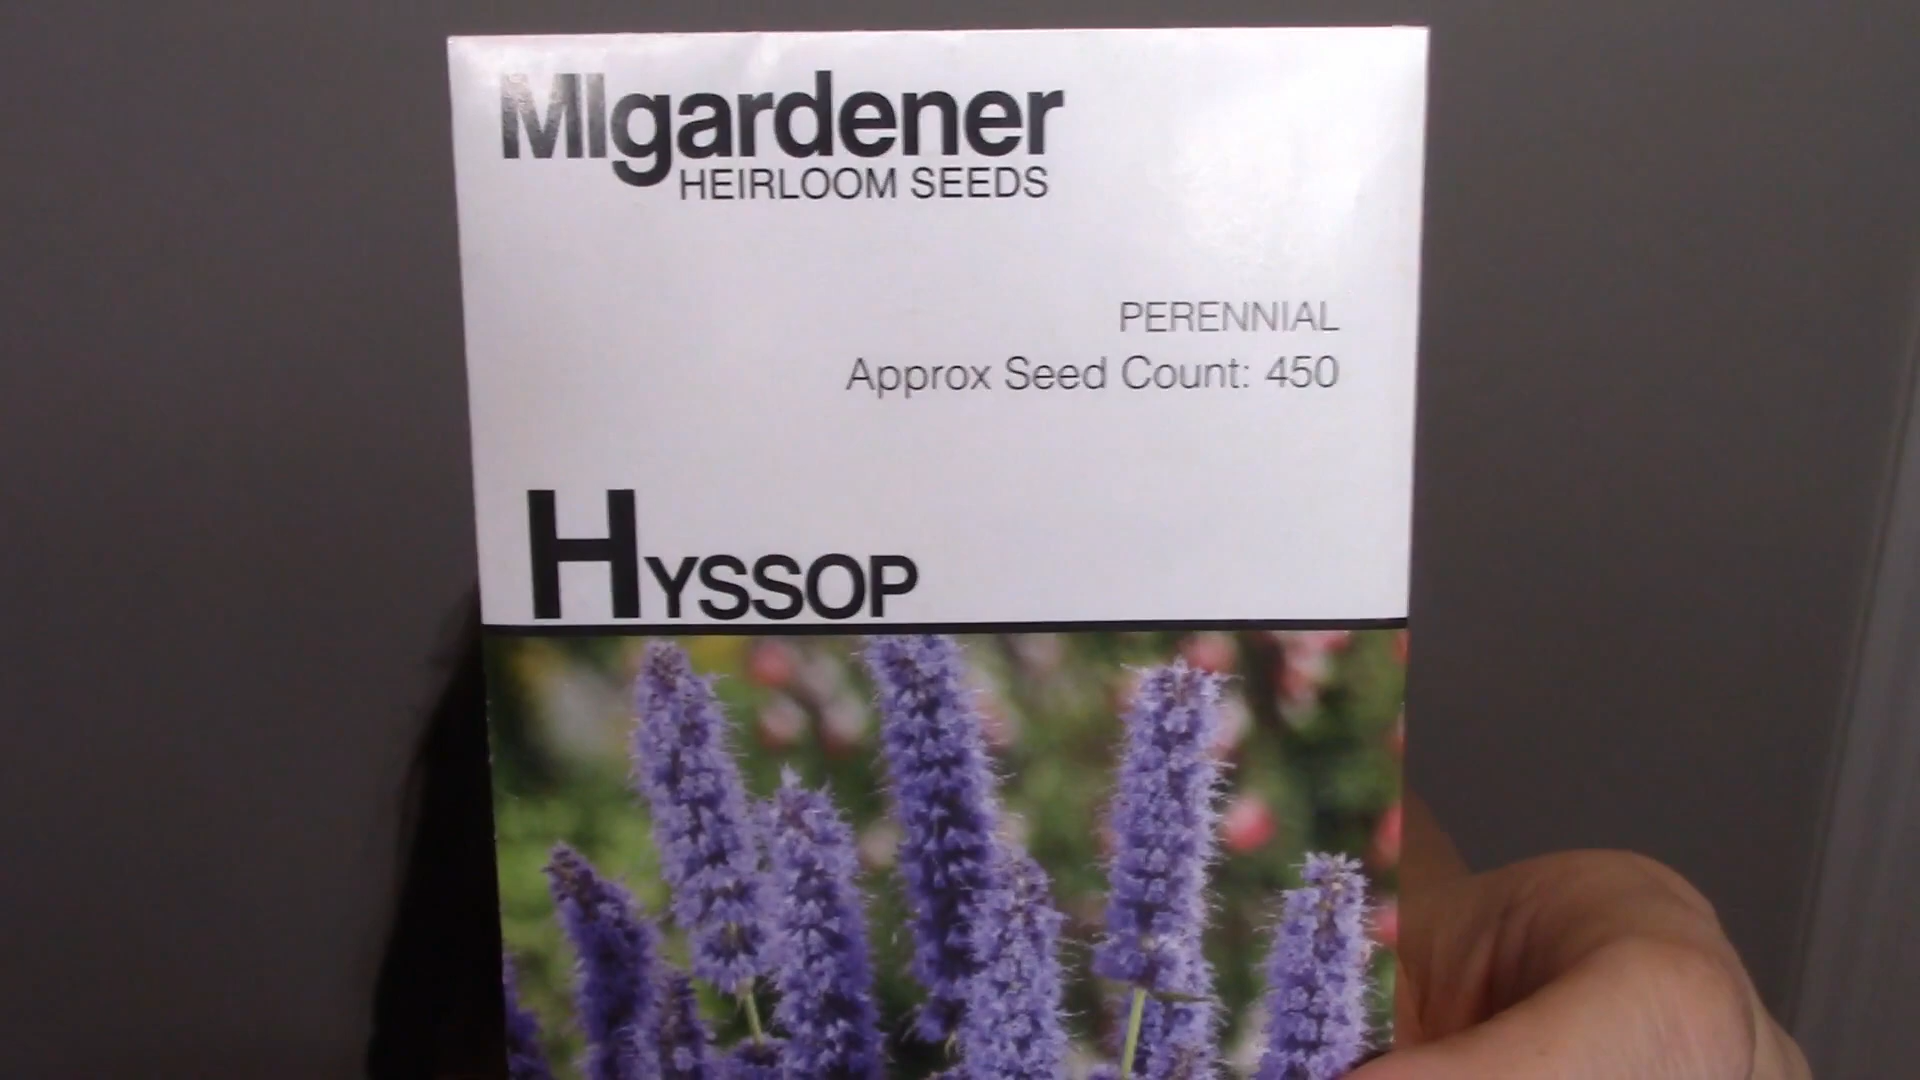 MIgardener
HEIRLOOM SEEDS
PERENNIAL
Approx Seed Count: 450
HYSSOP